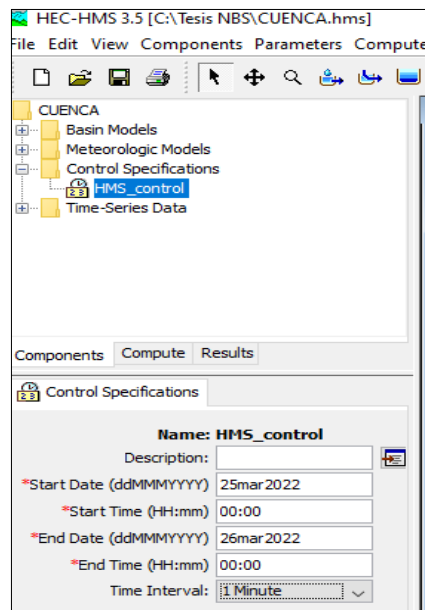 HEC-HMS 3.5 [C:\Tesis NBS\CUENCA.hms]
File Edit View Components Parameters Compute
CUENCA
Basin Models
Meteorologic Models
Control Specifications
HMS_control
Time-Series Data
Components Compute Results
Control Specifications
Name: HMS_control
Description:
*Start Date (ddMMMYYYY) 25mar2022
*Start Time (HH:mm) 00:00
*End Date (ddMMMYYYY) 26mar2022
*End Time (HH:mm) 00:00
Time Interval: 1 Minute